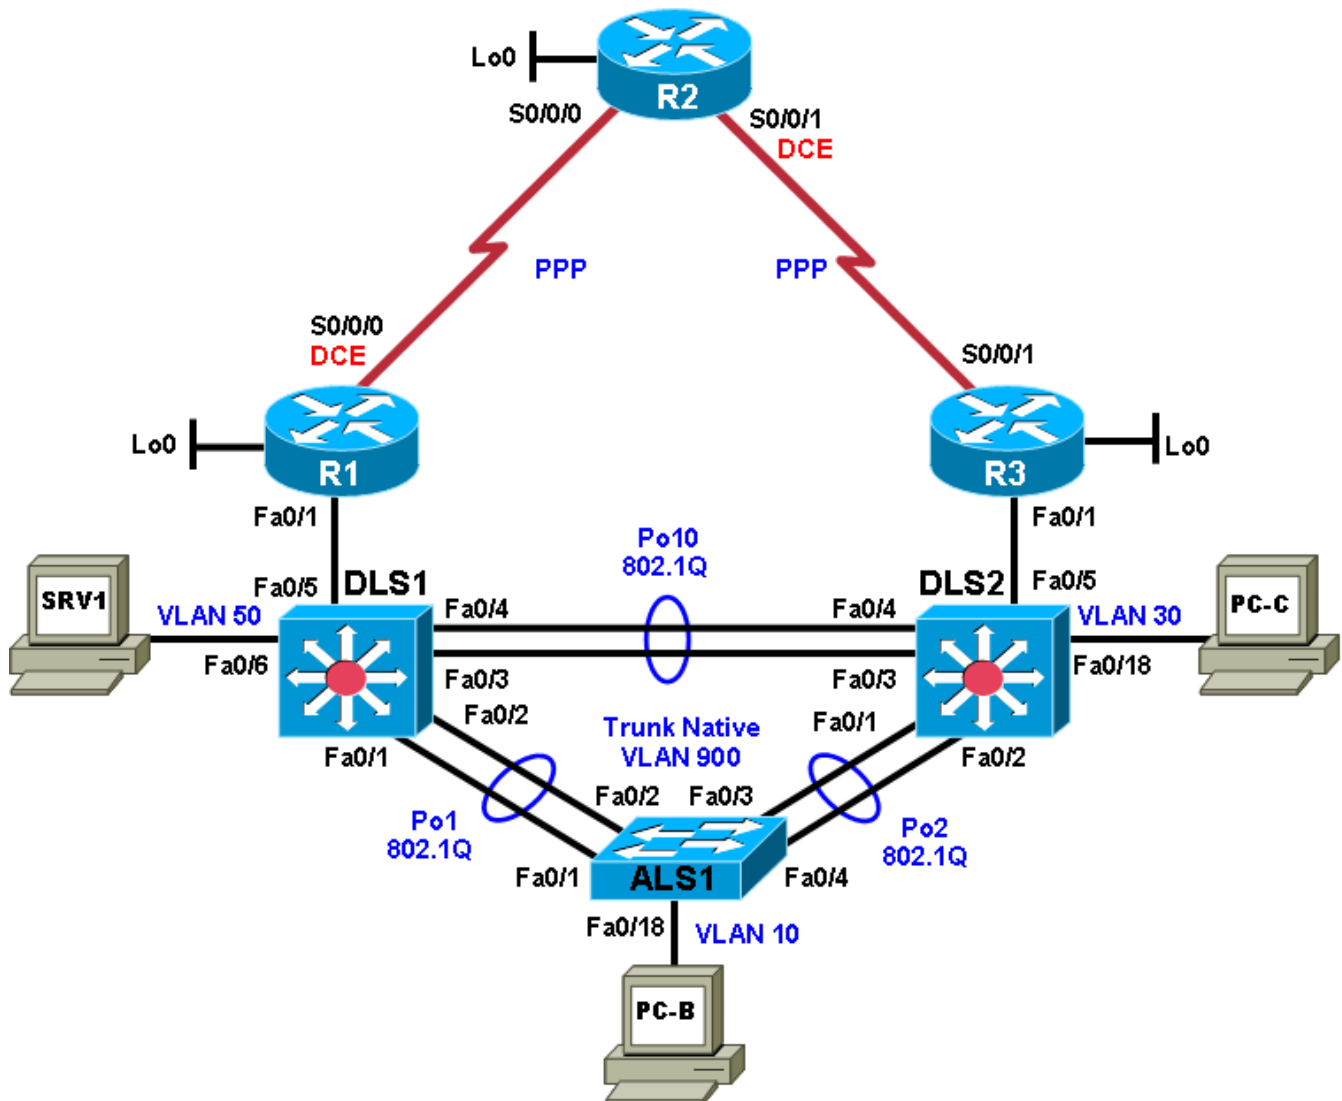 Lo0
R2
S0/0/0
S0/0/1
DCE
PPP
PPP
S0/0/0
DCE
S0/0/1
Lo0
R1
R3
Lo0
Fa0/1
Fa0/1
Po10
802.1Q
SRV1
VLAN 50
Fa0/5
DLS1
DLS2
Fa0/5
VLAN 30
PC-C
Fa0/4
Fa0/4
Fa0/6
Fa0/18
Fa0/3
Fa0/3
Fa0/2
Trunk Native
VLAN 900
Fa0/1
Fa0/1
Fa0/2
Fa0/2
Fa0/3
Po1
802.1Q
Po2
802.1Q
Fa0/1
ALS1
Fa0/4
Fa0/18
VLAN 10
PC-B